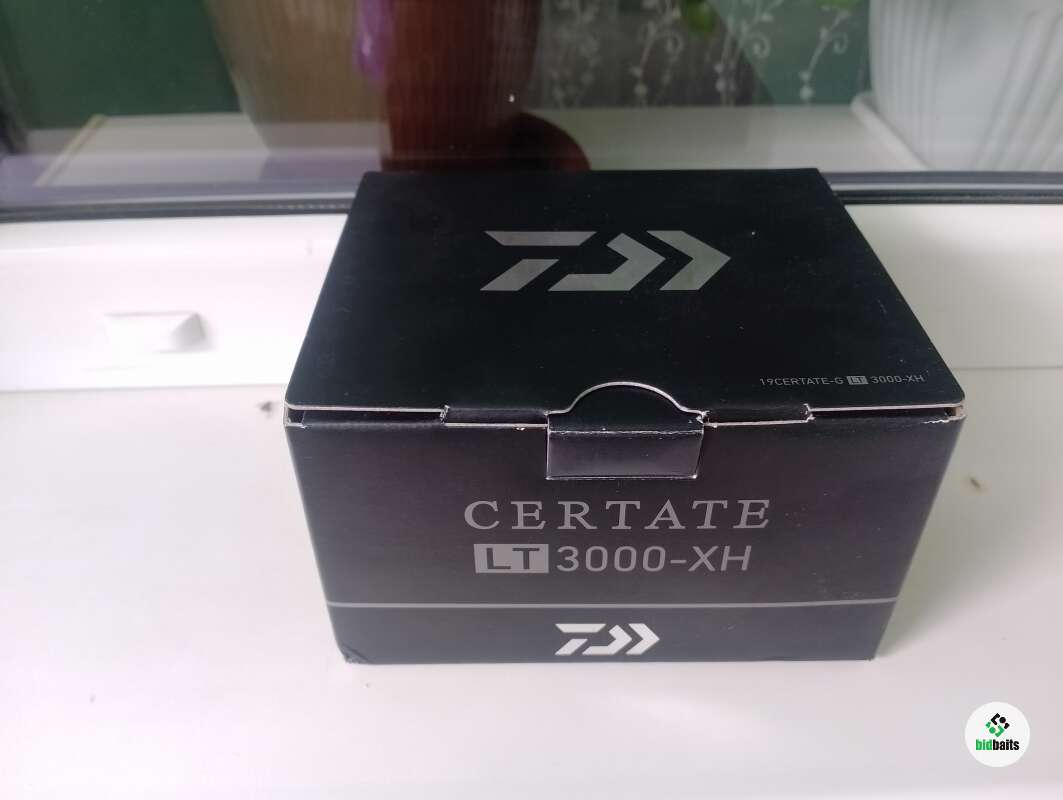 19CERTATE-G LT 3000-XH
CERTATE
LT 3000-XH
bidbaits